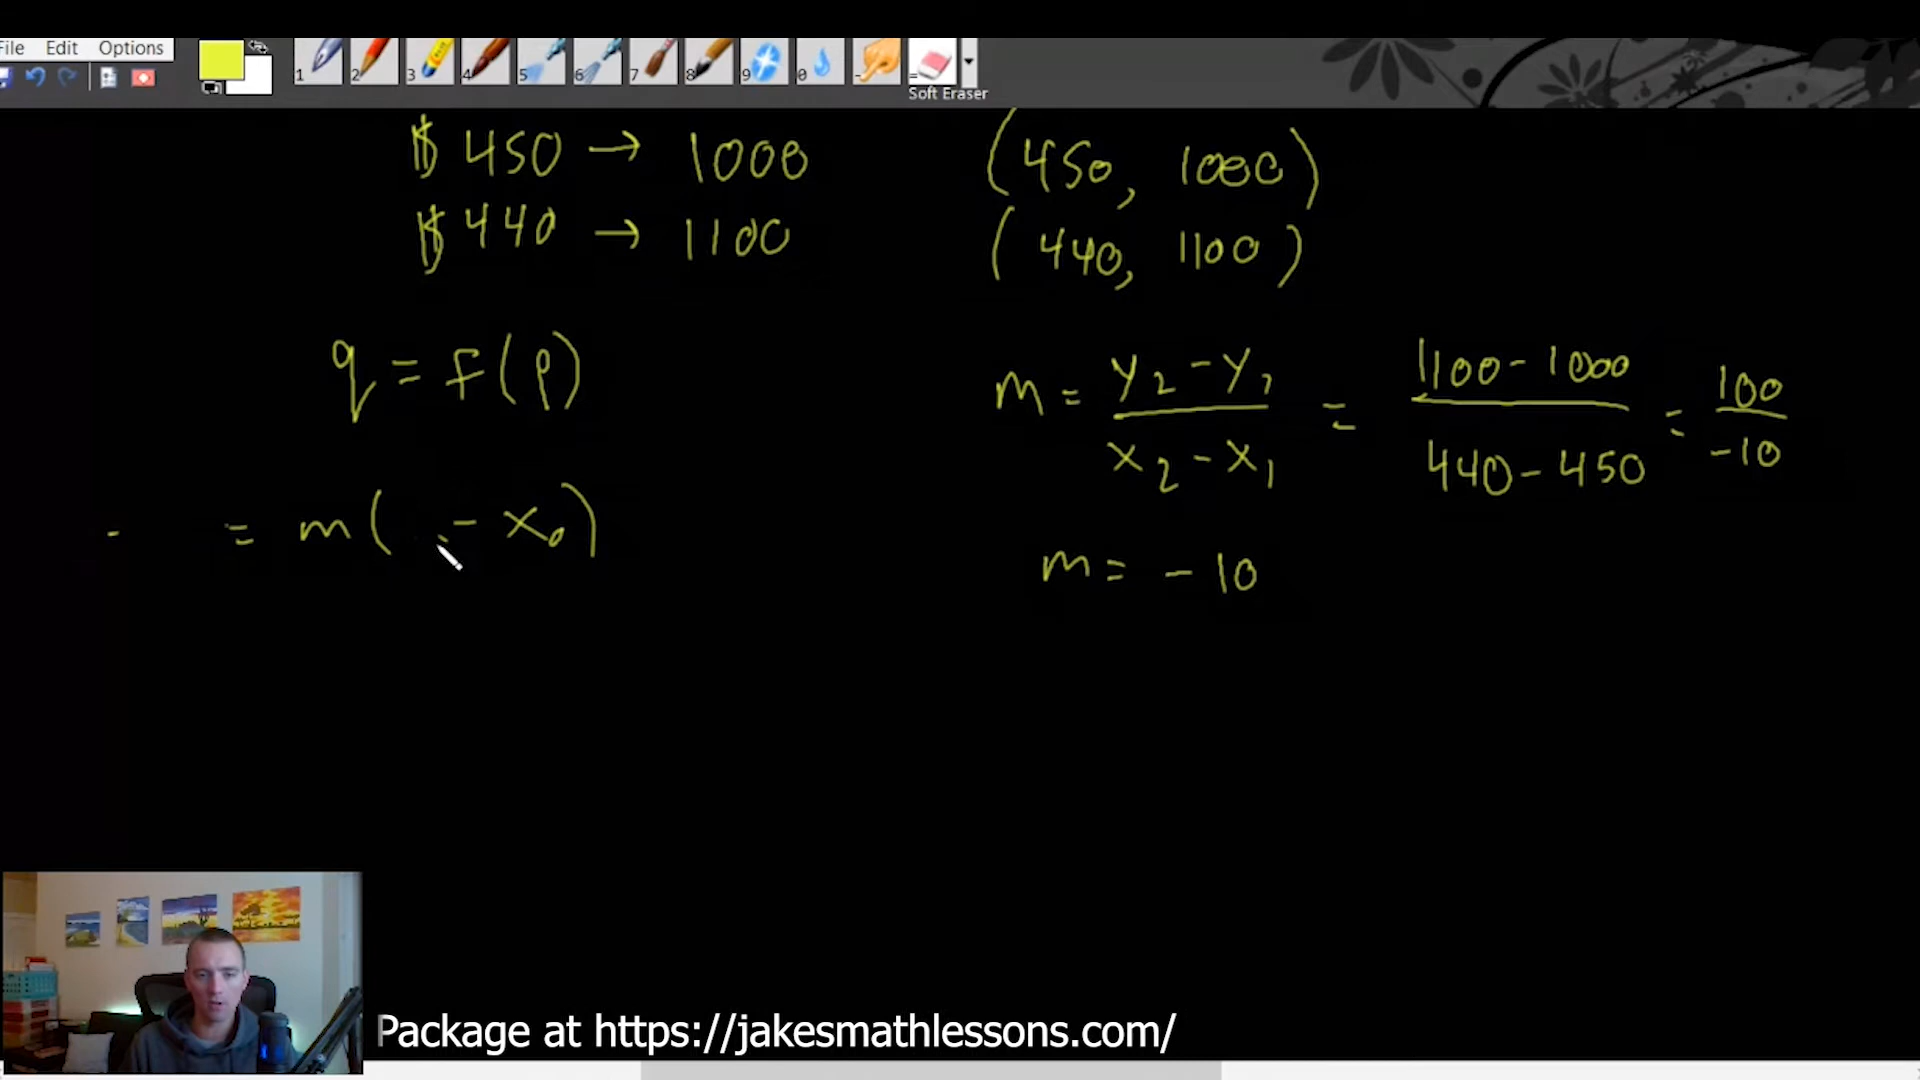 File Edit Options
1 2 3 4 5 6 7 8 9 0 - =
Soft Eraser
$450 → 1000
(450, 1000)
$440 → 1100
(440, 1100)
q = f(p)
m = y₂ - y₁ / x₂ - x₁ = 1100 - 1000 / 440 - 450 = 100 / -10
- = m( - x₀)
m = -10
Package at https://jakesmathlessons.com/